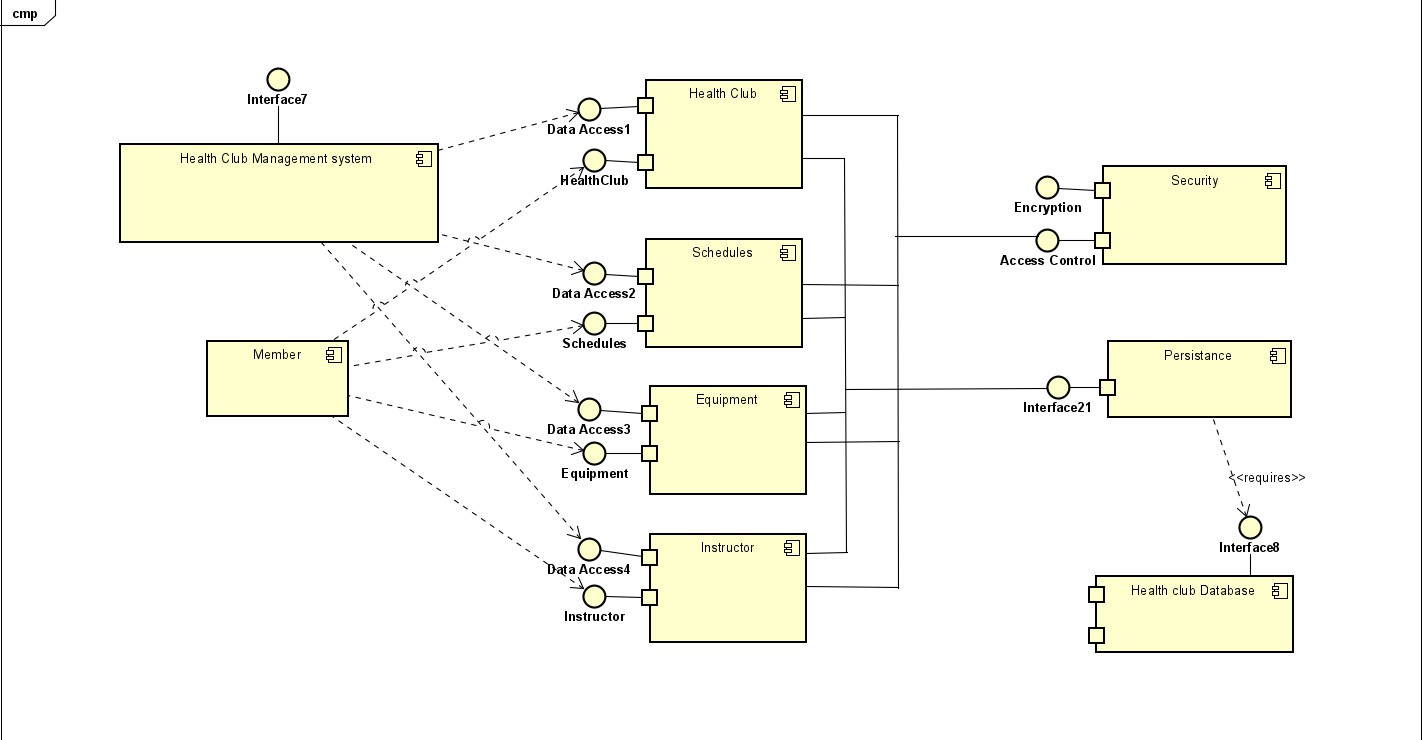 cmp
Interface7
Health Club Management system
Member
Data Access1
HealthClub
Health Club
Data Access2
Schedules
Schedules
Data Access3
Equipment
Equipment
Data Access4
Instructor
Instructor
Encryption
Access Control
Security
Interface21
Persistance
<<requires>>
Interface8
Health club Database